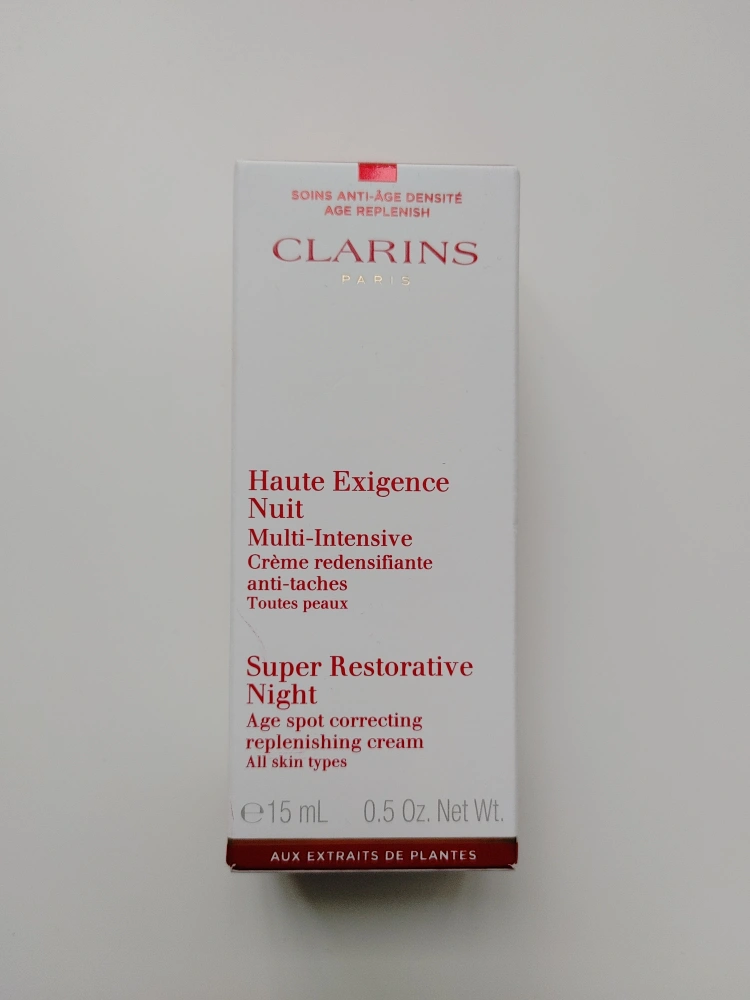 SOINS ANTI-ÂGE DENSITÉ
AGE REPLENISH
CLARINS
PARIS
Haute Exigence
Nuit
Multi-Intensive
Crème redensifiante
anti-taches
Toutes peaux
Super Restorative
Night
Age spot correcting
replenishing cream
All skin types
℮15 mL 0.5 Oz. Net Wt.
AUX EXTRAITS DE PLANTES